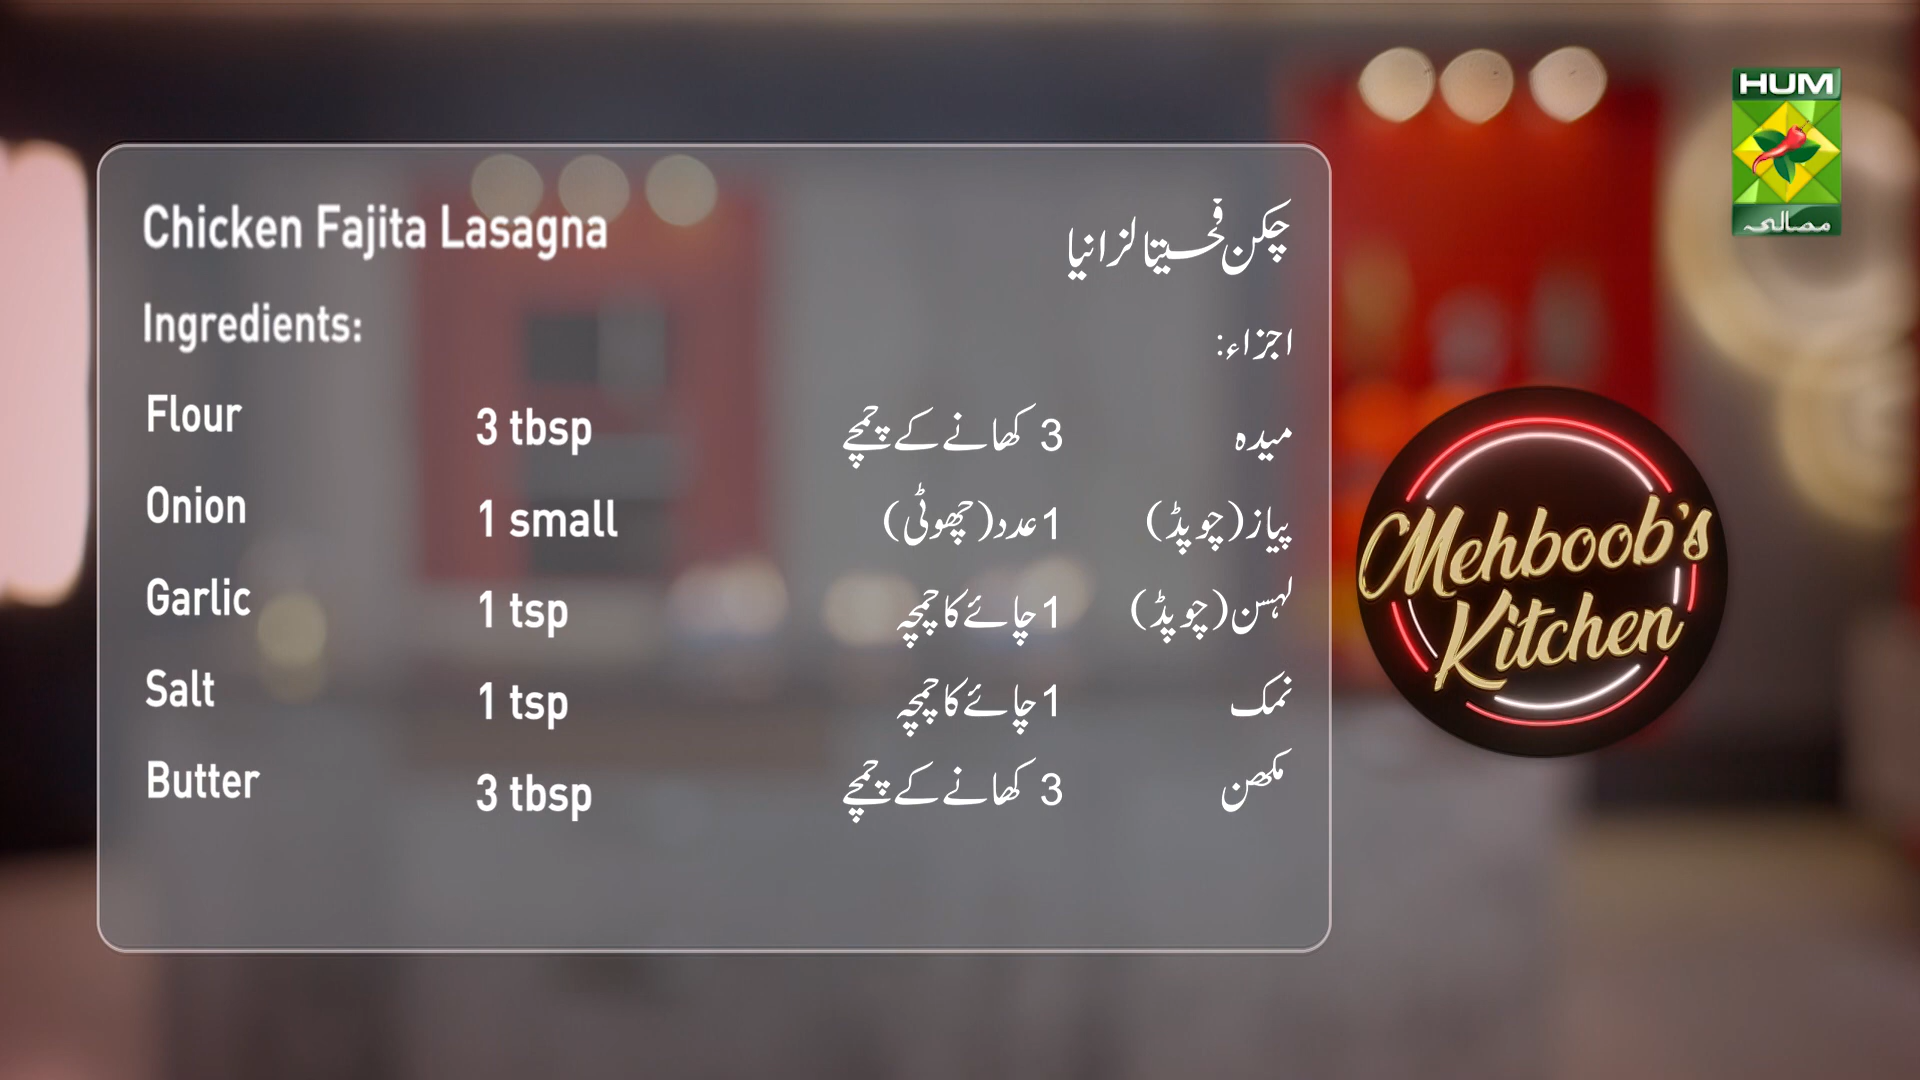 HUM
مصالحہ
Chicken Fajita Lasagna چکن فجیتا لزانیا
Ingredients: اجزاء:
Flour 3 tbsp میدہ 3 کھانے کے چمچے
Onion 1 small پیاز (چوپڈ) 1 عدد (چھوٹی)
Garlic 1 tsp لہسن (چوپڈ) 1 چائے کا چمچہ
Salt 1 tsp نمک 1 چائے کا چمچہ
Butter 3 tbsp مکھن 3 کھانے کے چمچے
Mehboob's
Kitchen